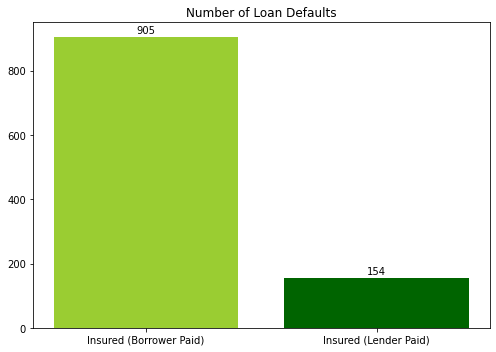 Number of Loan Defaults
905
800
600
400
200
0
154
Insured (Borrower Paid)
Insured (Lender Paid)